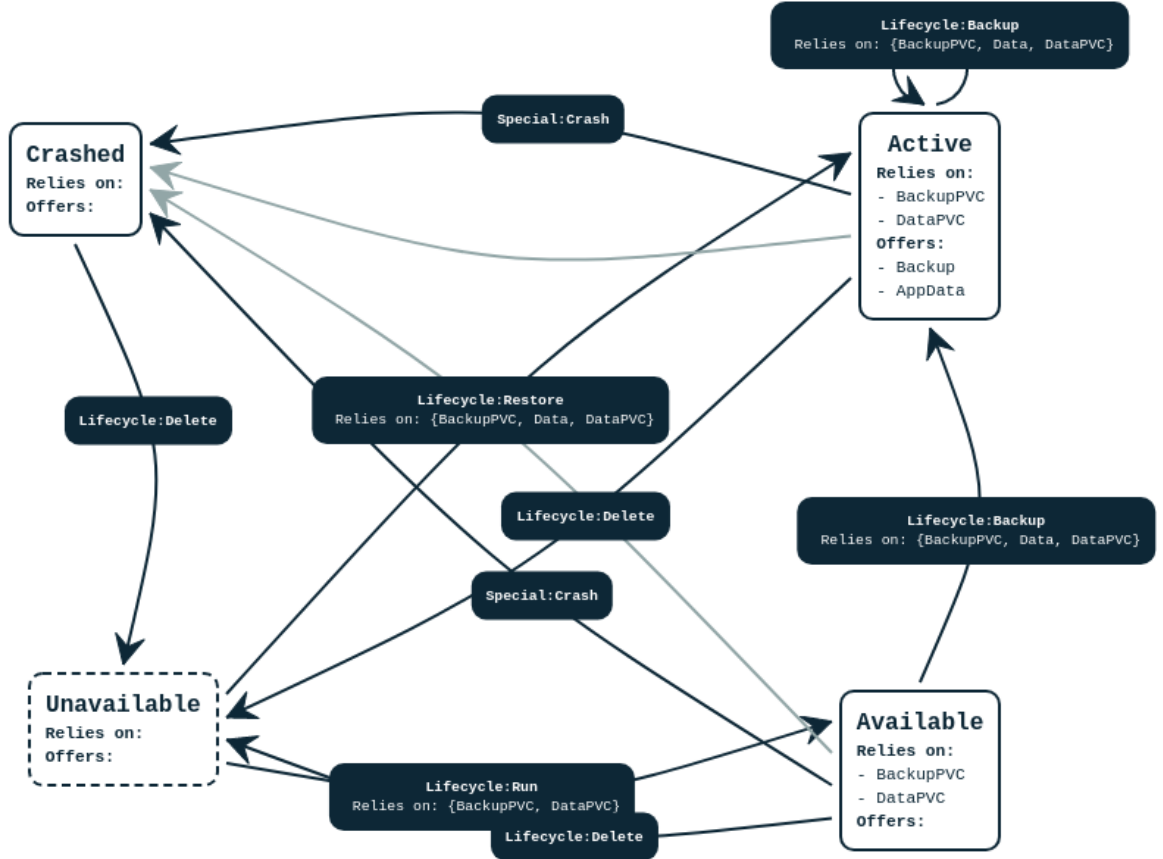 Lifecycle:Backup
Relies on: {BackupPVC, Data, DataPVC}
Special:Crash
Crashed
Relies on:
Offers:
Active
Relies on:
- BackupPVC
- DataPVC
Offers:
- Backup
- AppData
Lifecycle:Restore
Relies on: {BackupPVC, Data, DataPVC}
Lifecycle:Delete
Lifecycle:Delete
Lifecycle:Backup
Relies on: {BackupPVC, Data, DataPVC}
Special:Crash
Unavailable
Relies on:
Offers:
Available
Relies on:
- BackupPVC
- DataPVC
Offers:
Lifecycle:Run
Relies on: {BackupPVC, DataPVC}
Lifecycle:Delete